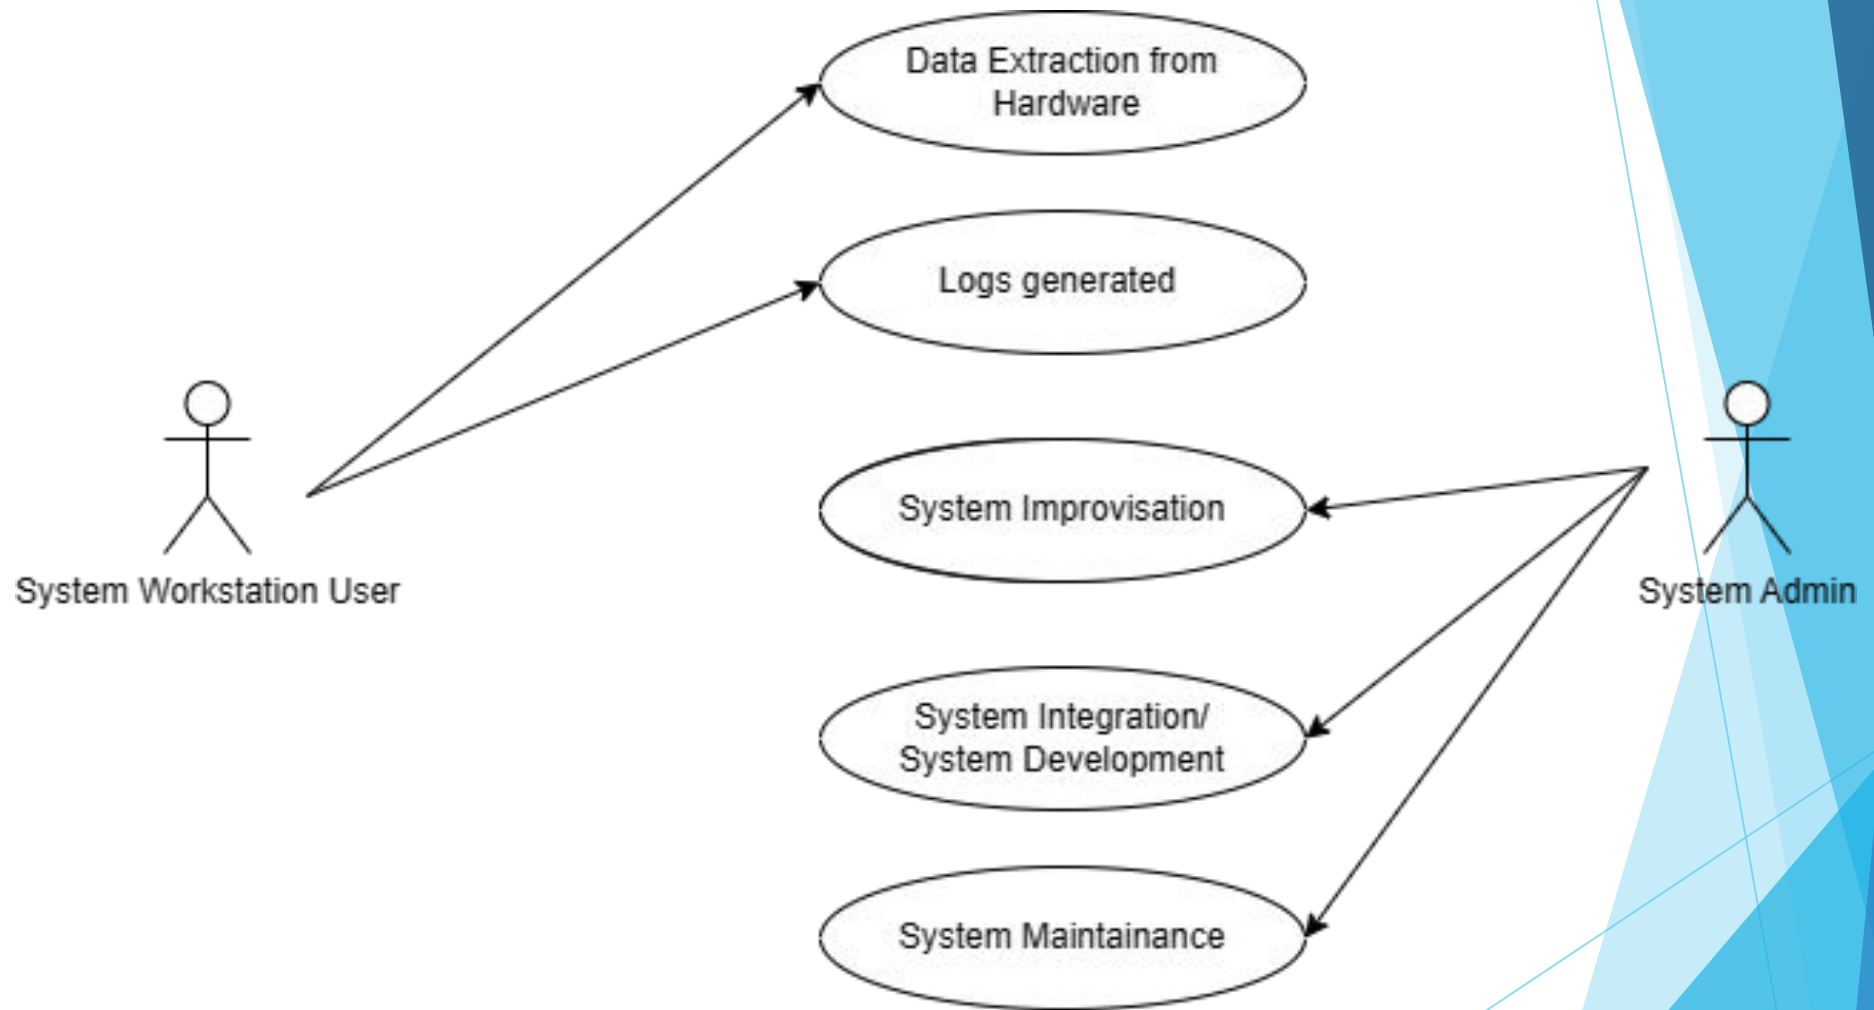 Data Extraction from
Hardware
Logs generated
System Improvisation
System Workstation User
System Admin
System Integration/
System Development
System Maintainance